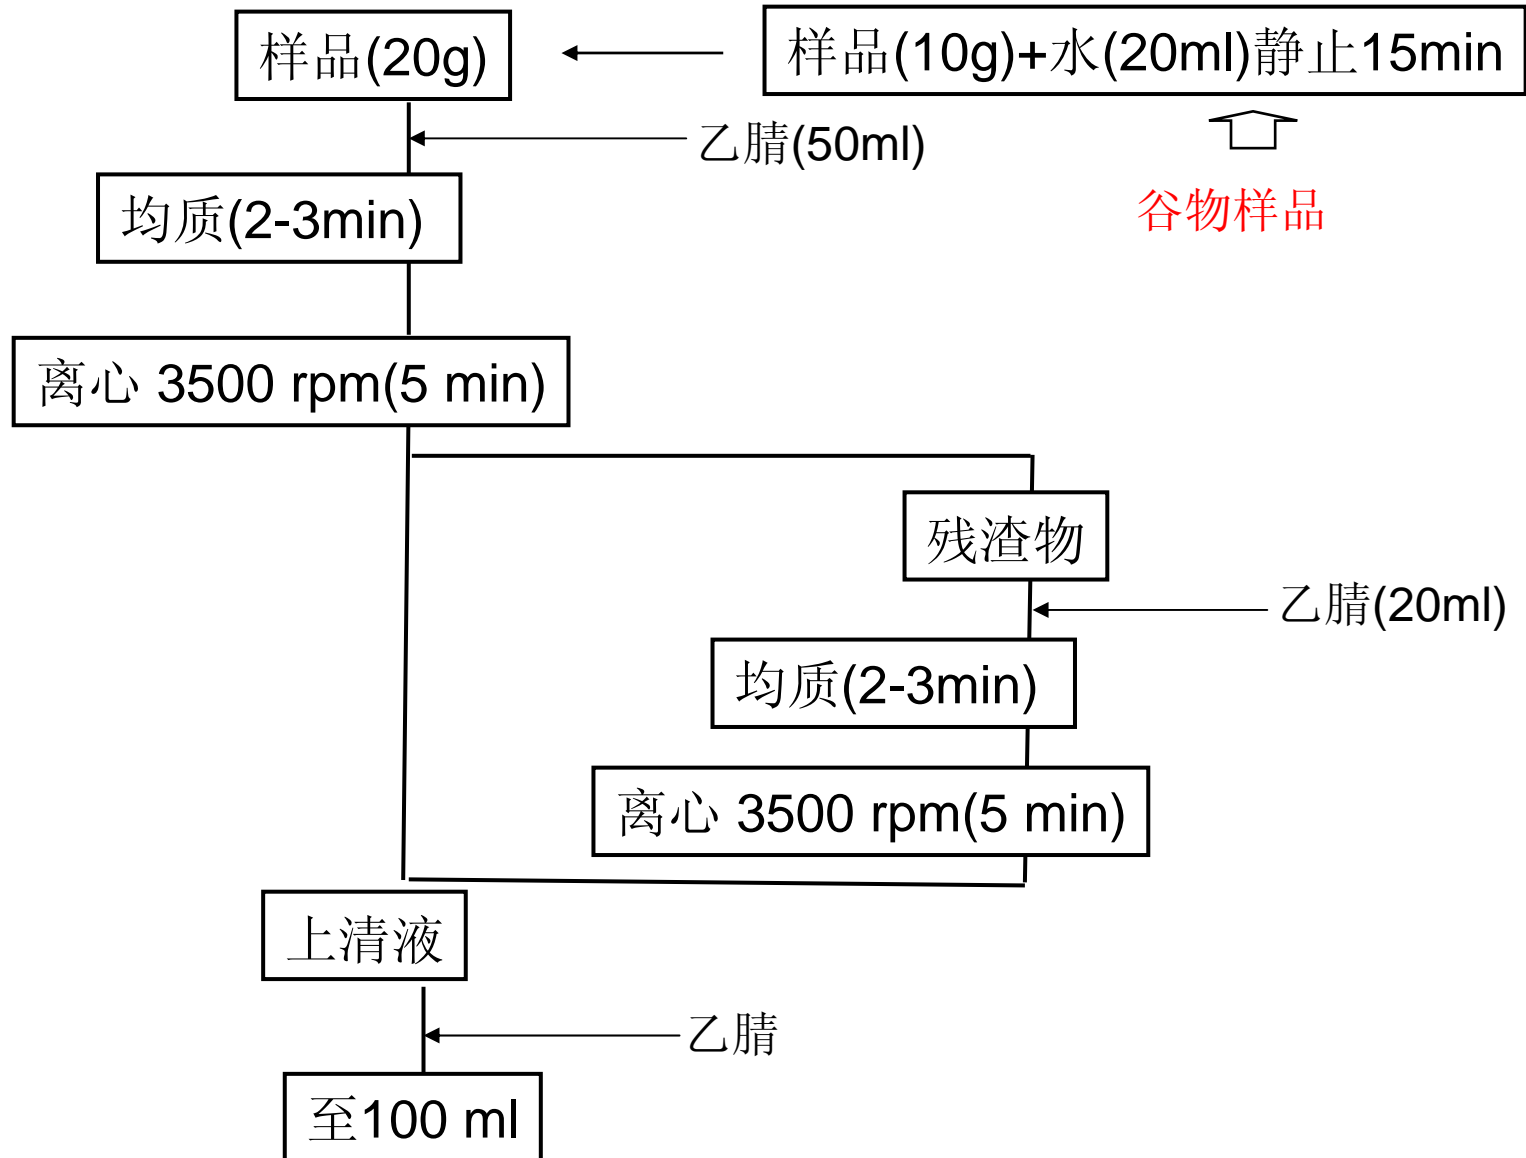 样品(20g)
样品(10g)+水(20ml)静止15min
乙腈(50ml)
谷物样品
均质(2-3min)
离心 3500 rpm(5 min)
残渣物
乙腈(20ml)
均质(2-3min)
离心 3500 rpm(5 min)
上清液
乙腈
至100 ml